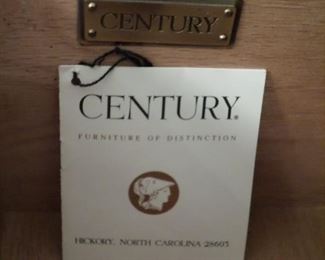 CENTURY
CENTURY®
FURNITURE OF DISTINCTION
HICKORY, NORTH CAROLINA 28603